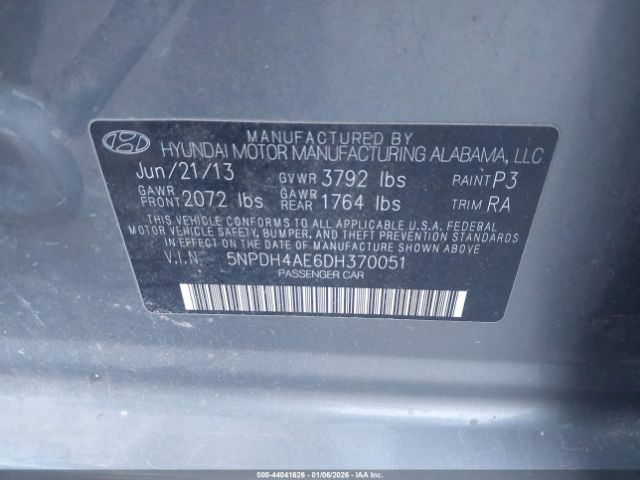 MANUFACTURED BY
HYUNDAI MOTOR MANUFACTURING ALABAMA, LLC
Jun/21/13 GVWR 3792 lbs PAINT P3
GAWR FRONT 2072 lbs GAWR REAR 1764 lbs TRIM RA
THIS VEHICLE CONFORMS TO ALL APPLICABLE U.S.A. FEDERAL
MOTOR VEHICLE SAFETY, BUMPER, AND THEFT PREVENTION STANDARDS
IN EFFECT ON THE DATE OF MANUFACTURE SHOWN ABOVE
V.I.N. 5NPDH4AE6DH370051
PASSENGER CAR
000-44041626 - 01/06/2026 - IAA Inc.